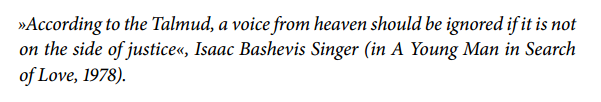 »According to the Talmud, a voice from heaven should be ignored if it is not
on the side of justice«, Isaac Bashevis Singer (in A Young Man in Search
of Love, 1978).